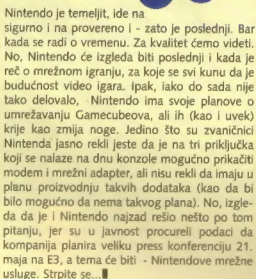 Nintendo je temeljit, ide na
sigurno i na provereno i - zato je poslednji. Bar
kada se radi o vremenu. Za kvalitet ćemo videti.
No, Nintendo će izgleda biti poslednji i kada je
reč o mrežnom igranju, za koje se svi kunu da je
budućnost video igara. Ipak, iako do sada nije
tako delovalo, Nintendo ima svoje planove o
umrežavanju Gamecubeova, ali ih (kao i uvek)
krije kao zmija noge. Jedino što su zvaničnici
Nintenda jasno rekli jeste da je na tri priključka
koji se nalaze na dnu konzole mogućno prikačiti
modem i mrežni adapter, ali nisu rekli da imaju u
planu proizvodnju takvih dodataka (kao da bi
bilo mogućno da nema takvog plana). No, izgle-
da da je i Nintendo najzad rešio nešto po tom
pitanju, jer su u javnost procureli podaci da
kompanija planira veliku press konferenciju 21.
maja na E3, a tema će biti - Nintendove mrežne
usluge. Strpite se...